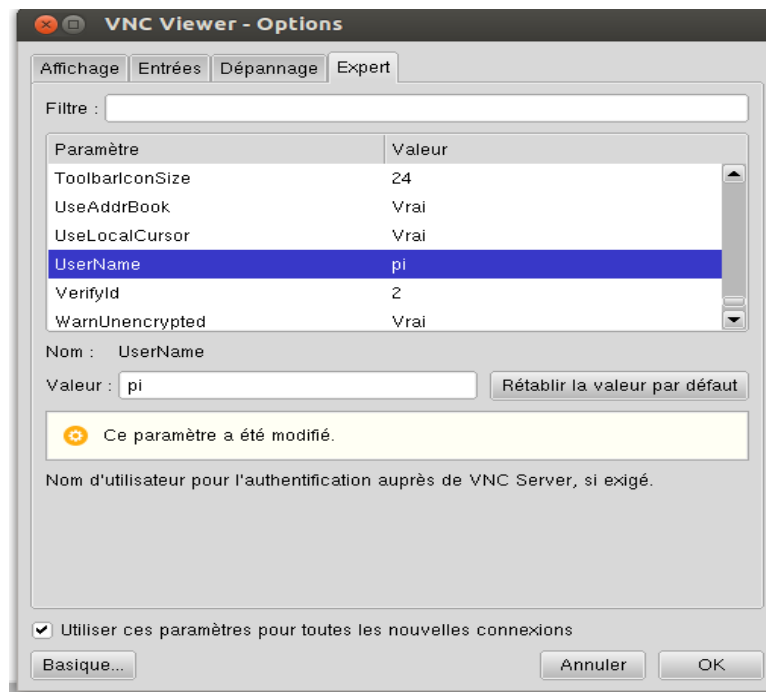 VNC Viewer - Options
Affichage Entrées Dépannage Expert
Filtre :
Paramètre Valeur
ToolbarIconSize 24
UseAddrBook Vrai
UseLocalCursor Vrai
UserName pi
VerifyId 2
WarnUnencrypted Vrai
Nom : UserName
Valeur : pi Rétablir la valeur par défaut
Ce paramètre a été modifié.
Nom d'utilisateur pour l'authentification auprès de VNC Server, si exigé.
Utiliser ces paramètres pour toutes les nouvelles connexions
Basique... Annuler OK